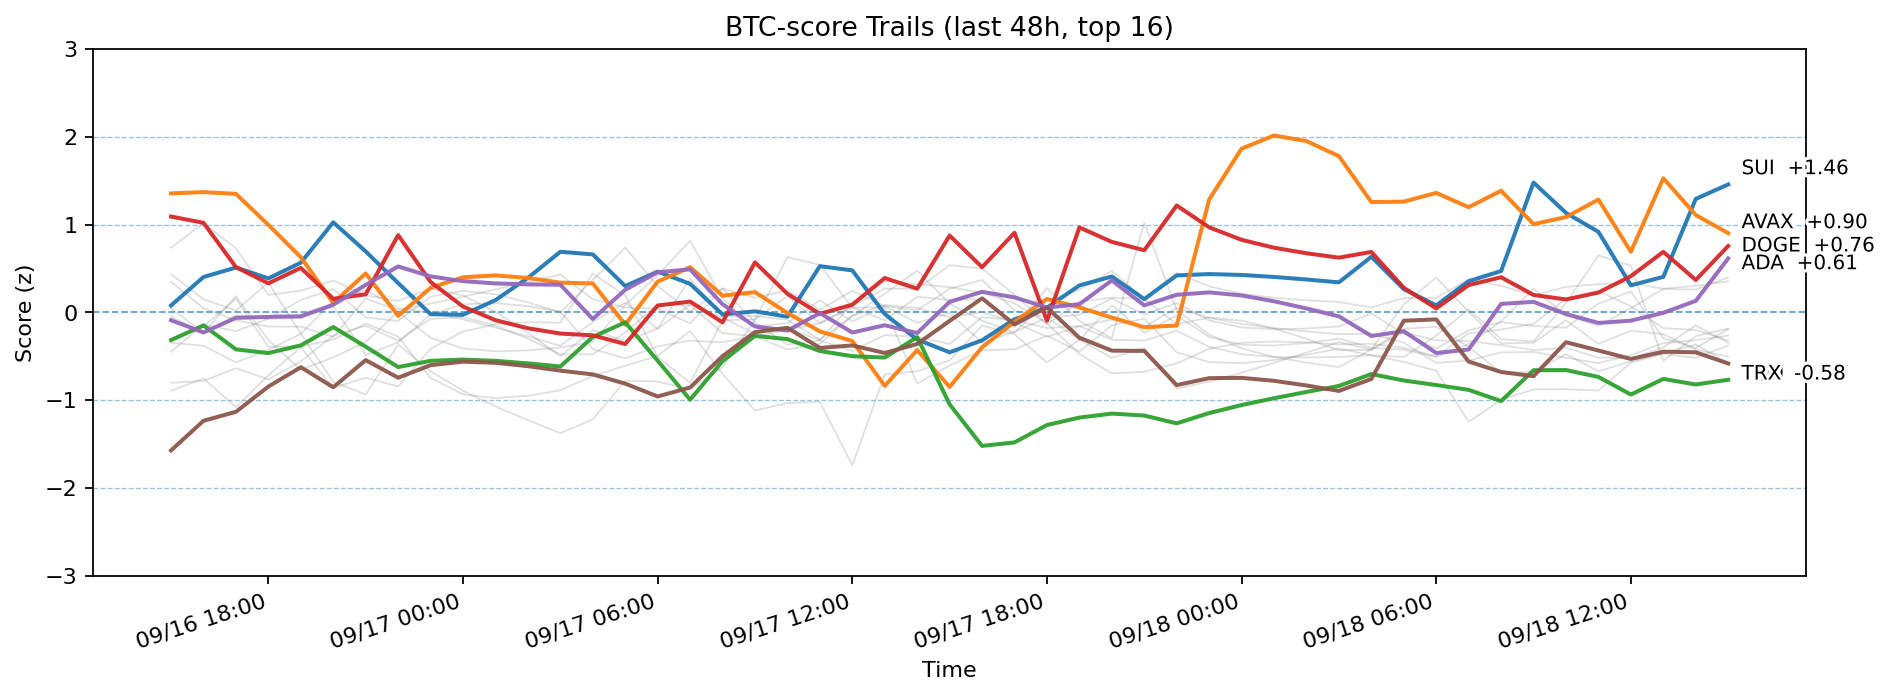 BTC-score Trails (last 48h, top 16)
Score (z)
3
2
1
0
−1
−2
−3
SUI +1.46
AVAX +0.90
DOGE +0.76
ADA +0.61
TRX -0.58
09/16 18:00
09/17 00:00
09/17 06:00
09/17 12:00
09/17 18:00
09/18 00:00
09/18 06:00
09/18 12:00
Time